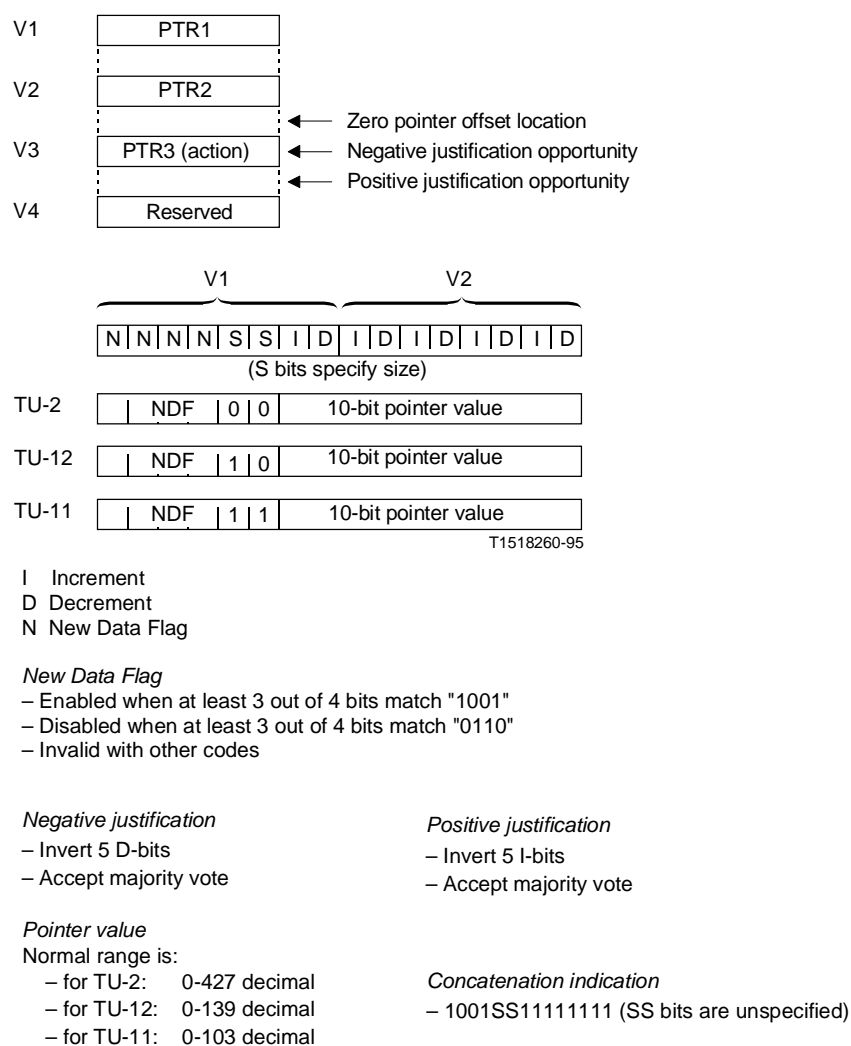 V1 PTR1
V2 PTR2
Zero pointer offset location
V3 PTR3 (action) Negative justification opportunity
Positive justification opportunity
V4 Reserved
V1 V2
N N N N S S I D I D I D I D I D
(S bits specify size)
TU-2 NDF 0 0 10-bit pointer value
TU-12 NDF 1 0 10-bit pointer value
TU-11 NDF 1 1 10-bit pointer value
T1518260-95
I Increment
D Decrement
N New Data Flag
New Data Flag
– Enabled when at least 3 out of 4 bits match "1001"
– Disabled when at least 3 out of 4 bits match "0110"
– Invalid with other codes
Negative justification
– Invert 5 D-bits
– Accept majority vote
Positive justification
– Invert 5 I-bits
– Accept majority vote
Pointer value
Normal range is:
– for TU-2: 0-427 decimal
– for TU-12: 0-139 decimal
– for TU-11: 0-103 decimal
Concatenation indication
– 1001SS1111111111 (SS bits are unspecified)